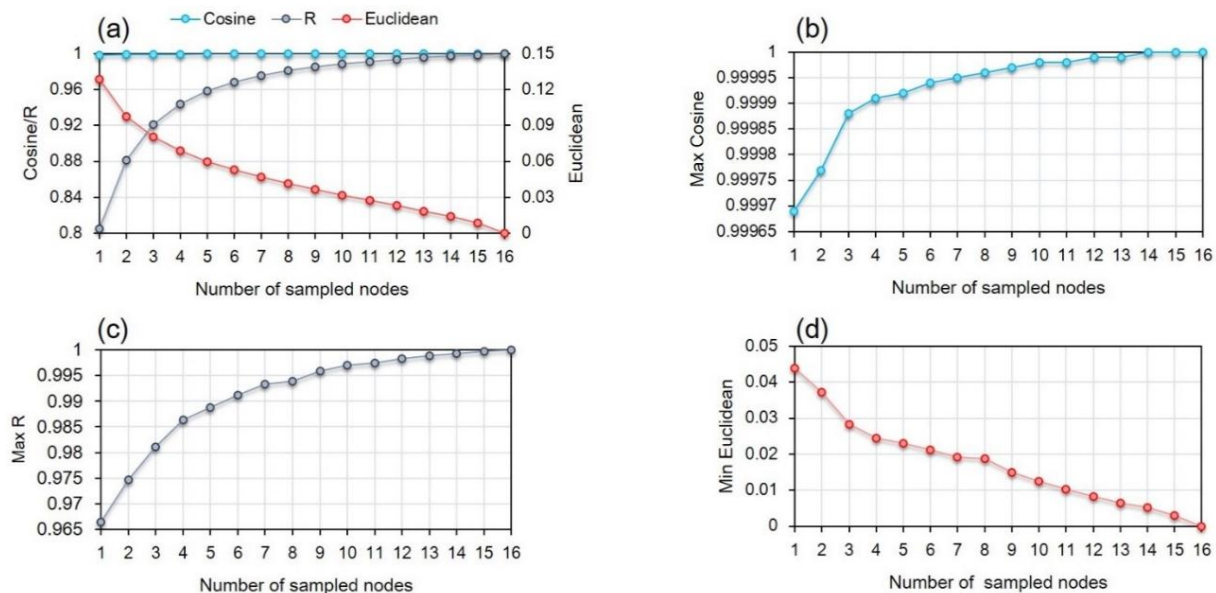 (a)
Cosine R Euclidean
1
0.96
0.92
0.88
0.84
0.8
Cosine/R
0.15
0.12
0.09
0.06
0.03
0
Euclidean
1 2 3 4 5 6 7 8 9 10 11 12 13 14 15 16
Number of sampled nodes
(b)
1
0.99995
0.9999
0.99985
0.9998
0.99975
0.9997
0.99965
Max Cosine
1 2 3 4 5 6 7 8 9 10 11 12 13 14 15 16
Number of sampled nodes
(c)
1
0.995
0.99
0.985
0.98
0.975
0.97
0.965
Max R
1 2 3 4 5 6 7 8 9 10 11 12 13 14 15 16
Number of sampled nodes
(d)
0.05
0.04
0.03
0.02
0.01
0
Min Euclidean
1 2 3 4 5 6 7 8 9 10 11 12 13 14 15 16
Number of sampled nodes